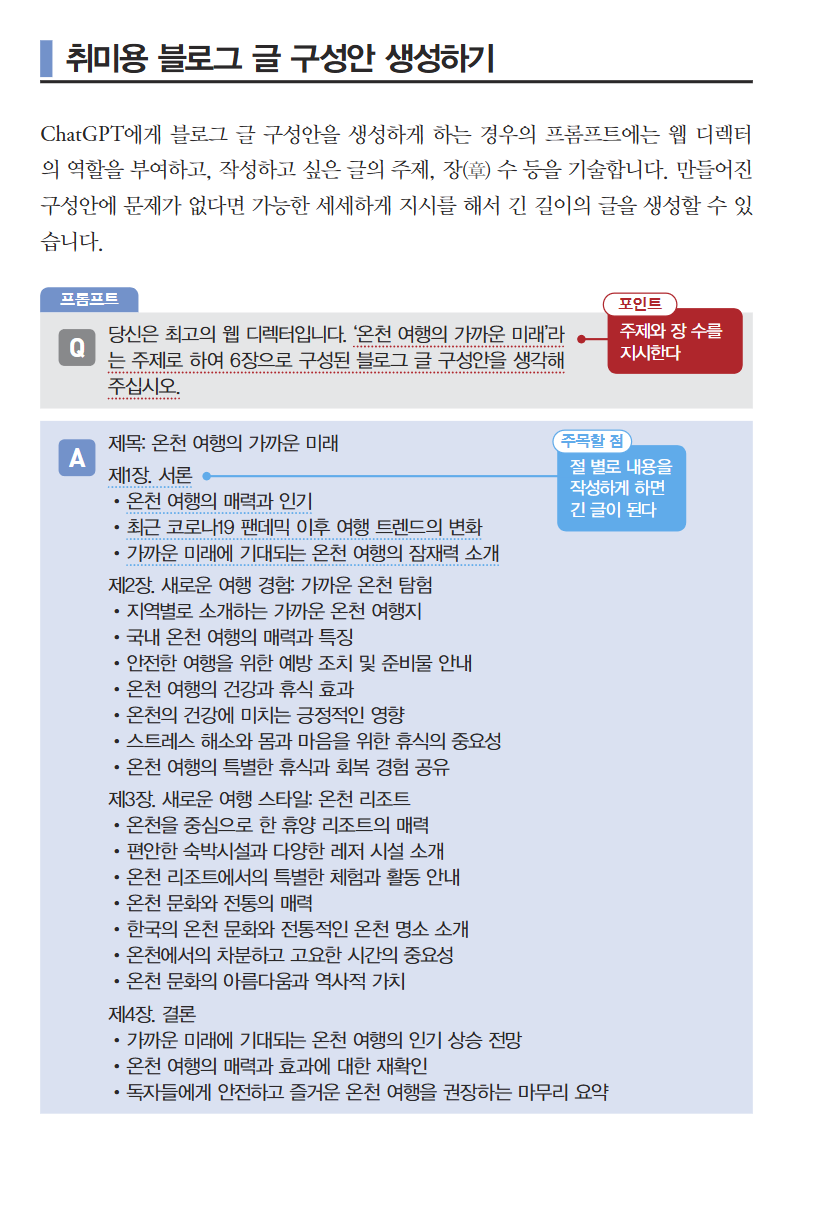 취미용 블로그 글 구성안 생성하기
ChatGPT에게 블로그 글 구성안을 생성하게 하는 경우의 프롬프트에는 웹 디렉터
의 역할을 부여하고, 작성하고 싶은 글의 주제, 장(章) 수 등을 기술합니다. 만들어진
구성안에 문제가 없다면 가능한 세세하게 지시를 해서 긴 길이의 글을 생성할 수 있
습니다.
프롬프트
Q
당신은 최고의 웹 디렉터입니다. ‘온천 여행의 가까운 미래’라
는 주제로 하여 6장으로 구성된 블로그 글 구성안을 생각해
주십시오.
포인트
주제와 장 수를
지시한다
A
제목: 온천 여행의 가까운 미래
제1장. 서론
• 온천 여행의 매력과 인기
• 최근 코로나19 팬데믹 이후 여행 트렌드의 변화
• 가까운 미래에 기대되는 온천 여행의 잠재력 소개
주목할 점
절 별로 내용을
작성하게 하면
긴 글이 된다
제2장. 새로운 여행 경험: 가까운 온천 탐험
• 지역별로 소개하는 가까운 온천 여행지
• 국내 온천 여행의 매력과 특징
• 안전한 여행을 위한 예방 조치 및 준비물 안내
• 온천 여행의 건강과 휴식 효과
• 온천의 건강에 미치는 긍정적인 영향
• 스트레스 해소와 몸과 마음을 위한 휴식의 중요성
• 온천 여행의 특별한 휴식과 회복 경험 공유
제3장. 새로운 여행 스타일: 온천 리조트
• 온천을 중심으로 한 휴양 리조트의 매력
• 편안한 숙박시설과 다양한 레저 시설 소개
• 온천 리조트에서의 특별한 체험과 활동 안내
• 온천 문화와 전통의 매력
• 한국의 온천 문화와 전통적인 온천 명소 소개
• 온천에서의 차분하고 고요한 시간의 중요성
• 온천 문화의 아름다움과 역사적 가치
제4장. 결론
• 가까운 미래에 기대되는 온천 여행의 인기 상승 전망
• 온천 여행의 매력과 효과에 대한 재확인
• 독자들에게 안전하고 즐거운 온천 여행을 권장하는 마무리 요약